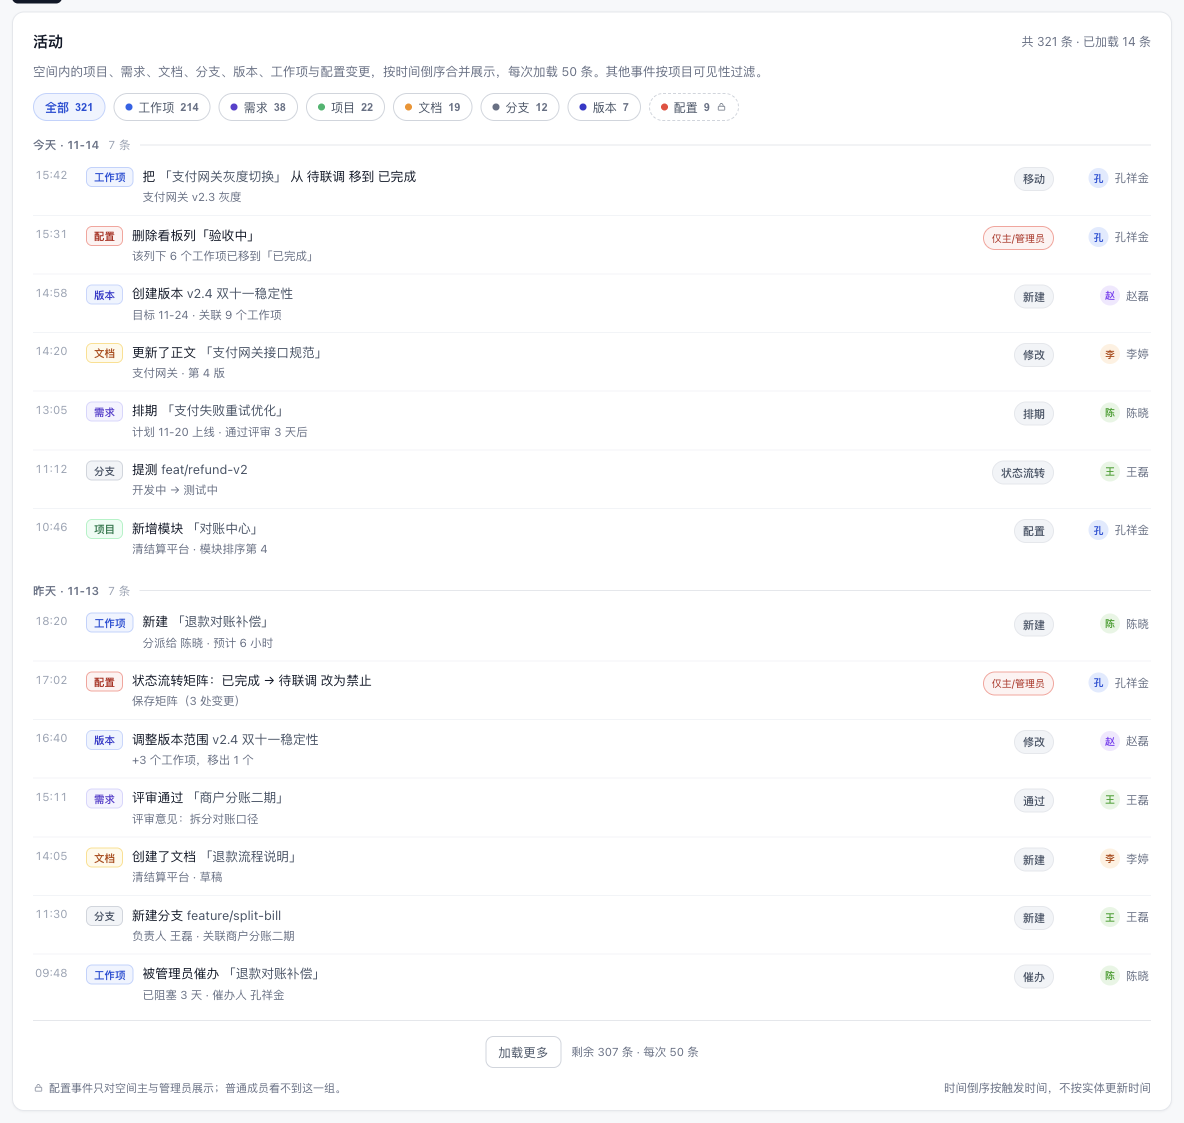 活动
共 321 条 · 已加载 14 条
空间内的项目、需求、文档、分支、版本、工作项与配置变更，按时间倒序合并展示，每次加载 50 条。其他事件按项目可见性过滤。
全部 321 工作项 214 需求 38 项目 22 文档 19 分支 12 版本 7 配置 9
今天 · 11-14 7 条
15:42 工作项 把 「支付网关灰度切换」 从 待联调 移到 已完成 移动 孔 孔祥金
支付网关 v2.3 灰度
15:31 配置 删除看板列「验收中」 仅主/管理员 孔 孔祥金
该列下 6 个工作项已移到「已完成」
14:58 版本 创建版本 v2.4 双十一稳定性 新建 赵 赵磊
目标 11-24 · 关联 9 个工作项
14:20 文档 更新了正文 「支付网关接口规范」 修改 李 李婷
支付网关 · 第 4 版
13:05 需求 排期 「支付失败重试优化」 排期 陈 陈晓
计划 11-20 上线 · 通过评审 3 天后
11:12 分支 提测 feat/refund-v2 状态流转 王 王磊
开发中 → 测试中
10:46 项目 新增模块 「对账中心」 配置 孔 孔祥金
清结算平台 · 模块排序第 4
昨天 · 11-13 7 条
18:20 工作项 新建 「退款对账补偿」 新建 陈 陈晓
分派给 陈晓 · 预计 6 小时
17:02 配置 状态流转矩阵：已完成 → 待联调 改为禁止 仅主/管理员 孔 孔祥金
保存矩阵（3 处变更）
16:40 版本 调整版本范围 v2.4 双十一稳定性 修改 赵 赵磊
+3 个工作项，移出 1 个
15:11 需求 评审通过 「商户分账二期」 通过 王 王磊
评审意见：拆分对账口径
14:05 文档 创建了文档 「退款流程说明」 新建 李 李婷
清结算平台 · 草稿
11:30 分支 新建分支 feature/split-bill 新建 王 王磊
负责人 王磊 · 关联商户分账二期
09:48 工作项 被管理员催办 「退款对账补偿」 催办 陈 陈晓
已阻塞 3 天 · 催办人 孔祥金
加载更多 剩余 307 条 · 每次 50 条
配置事件只对空间主与管理员展示；普通成员看不到这一组。
时间倒序按触发时间，不按实体更新时间